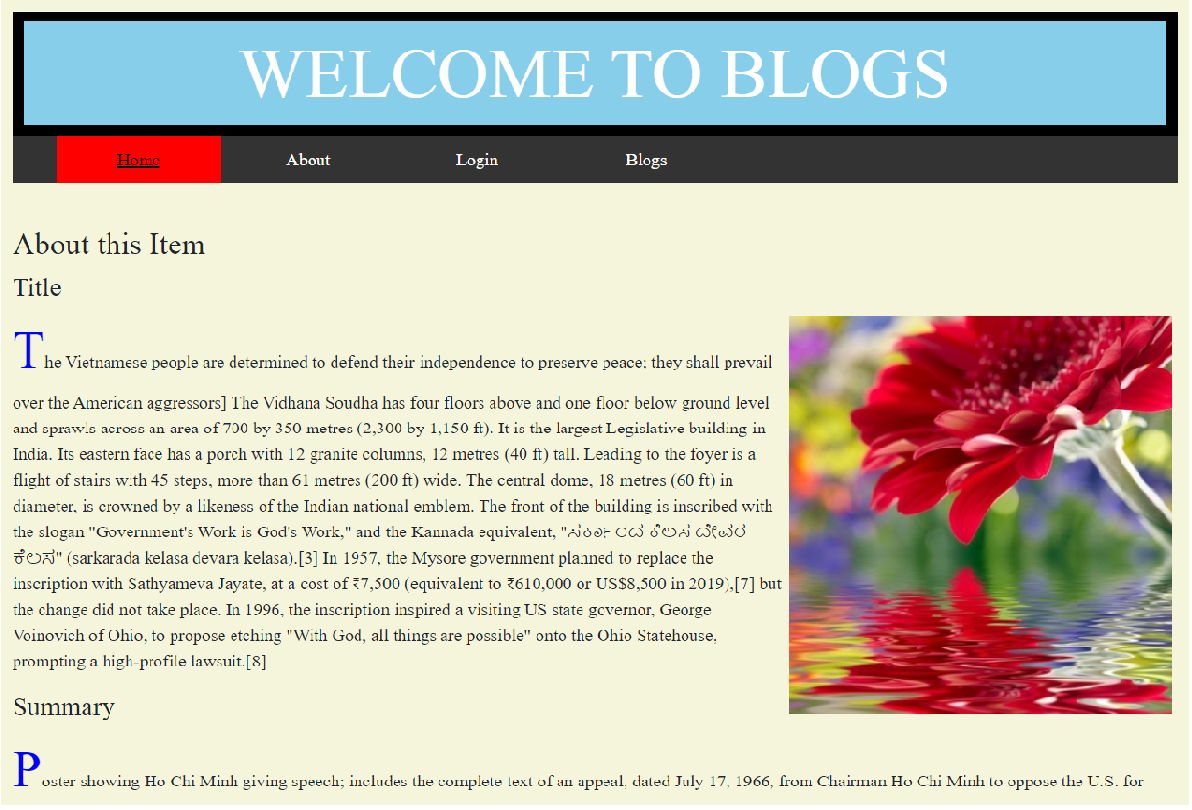 WELCOME TO BLOGS
Home About Login Blogs
About this Item
Title
The Vietnamese people are determined to defend their independence to preserve peace; they shall prevail
over the American aggressors] The Vidhana Soudha has four floors above and one floor below ground level
and sprawls across an area of 700 by 350 metres (2,300 by 1,150 ft). It is the largest Legislative building in
India. Its eastern face has a porch with 12 granite columns, 12 metres (40 ft) tall. Leading to the foyer is a
flight of stairs with 45 steps, more than 61 metres (200 ft) wide. The central dome, 18 metres (60 ft) in
diameter, is crowned by a likeness of the Indian national emblem. The front of the building is inscribed with
the slogan "Government's Work is God's Work," and the Kannada equivalent, "ಸರ್ಕಾರದ ಕೆಲಸ ದೇವರ
ಕೆಲಸ" (sarkarada kelasa devara kelasa).[3] In 1957, the Mysore government planned to replace the
inscription with Sathyameva Jayate, at a cost of ₹7,500 (equivalent to ₹610,000 or US$8,500 in 2019),[7] but
the change did not take place. In 1996, the inscription inspired a visiting US state governor, George
Voinovich of Ohio, to propose etching "With God, all things are possible" onto the Ohio Statehouse,
prompting a high-profile lawsuit.[8]
Summary
Poster showing Ho Chi Minh giving speech; includes the complete text of an appeal, dated July 17, 1966, from Chairman Ho Chi Minh to oppose the U.S. for